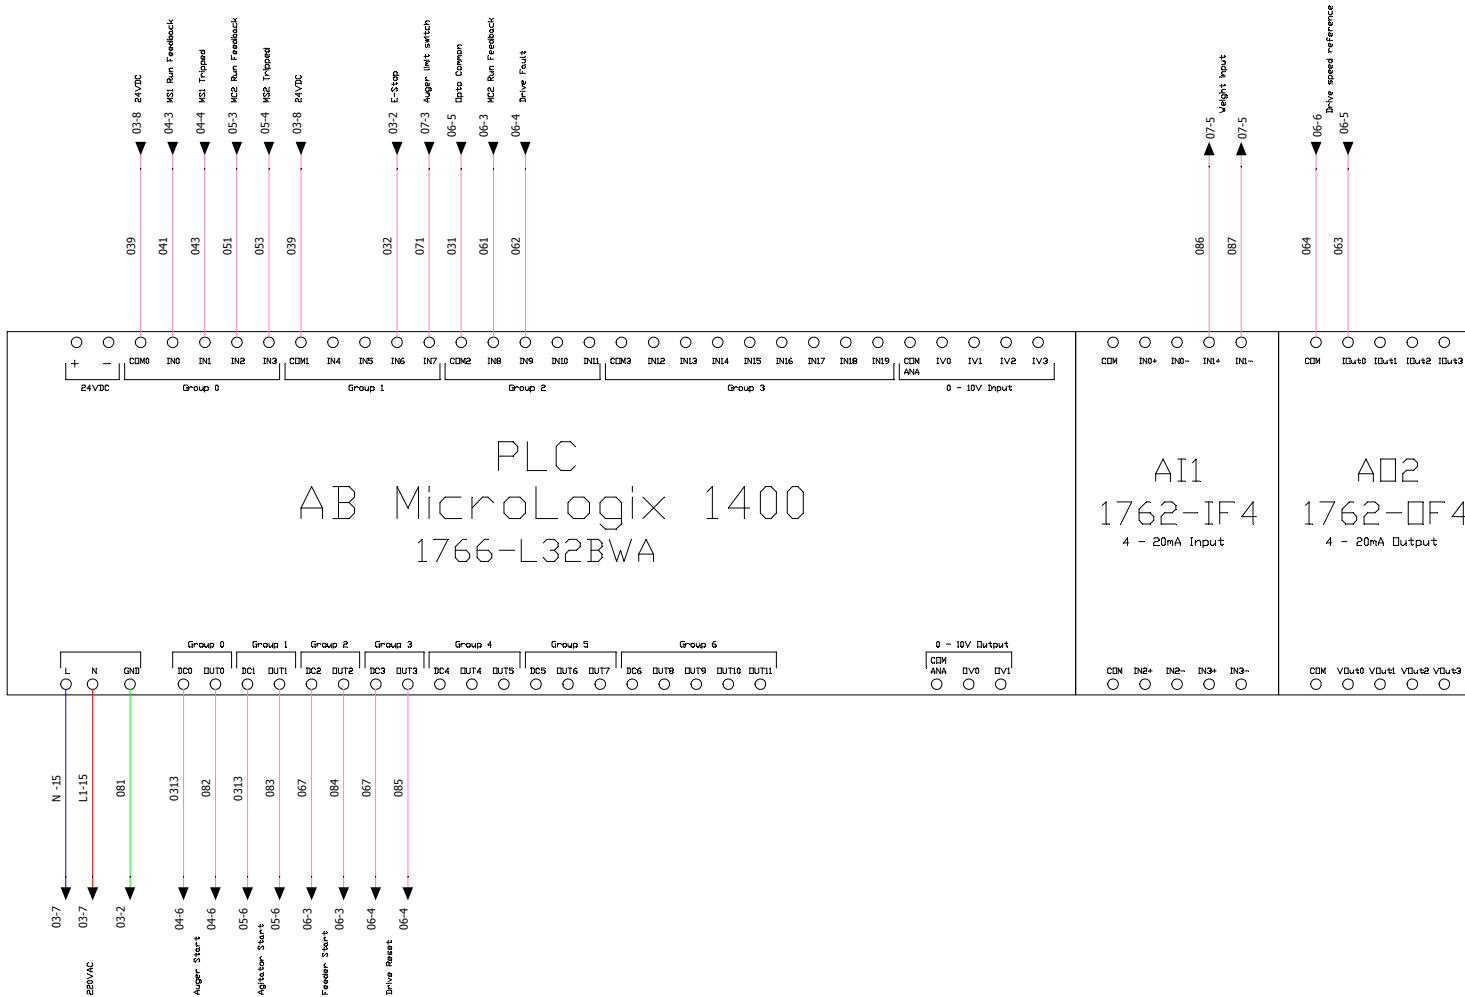 24VDC
MS1 Run Feedback
MS1 Tripped
MC2 Run Feedback
MS2 Tripped
24VDC
E-Stop
Auger limit switch
Opto Common
MC2 Run Feedback
Drive Fault
Weight Input
Drive speed reference
03-8
04-3
04-4
05-3
05-4
03-8
03-2
07-3
06-5
06-3
06-4
07-5
07-5
06-6
06-5
039
041
043
051
053
039
032
071
031
061
062
086
087
064
063
+ - COM0 IN0 IN1 IN2 IN3 COM1 IN4 IN5 IN6 IN7 COM2 IN8 IN9 IN10 IN11 COM3 IN12 IN13 IN14 IN15 IN16 IN17 IN18 IN19 COM IV0 IV1 IV2 IV3 COM IN0+ IN0- IN1+ IN1- COM IOut0 IOut1 IOut2 IOut3
ANA
24VDC Group 0 Group 1 Group 2 Group 3 0 - 10V Input
PLC
AB MicroLogix 1400
1766-L32BWA
AI1
1762-IF4
4 - 20mA Input
AO2
1762-OF4
4 - 20mA Output
Group 0 Group 1 Group 2 Group 3 Group 4 Group 5 Group 6 0 - 10V Output
COM
L N GND DC0 OUT0 DC1 OUT1 DC2 OUT2 DC3 OUT3 DC4 OUT4 OUT5 DC5 OUT6 OUT7 DC6 OUT8 OUT9 OUT10 OUT11 ANA OV0 OV1 COM IN2+ IN2- IN3+ IN3- COM VOut0 VOut1 VOut2 VOut3
N -15
L1-15
081
0313
082
0313
083
067
084
067
085
03-7
03-7
03-2
04-6
04-6
05-6
05-6
06-3
06-3
06-4
06-4
220VAC
Auger Start
Agitator Start
Feeder Start
Drive Reset